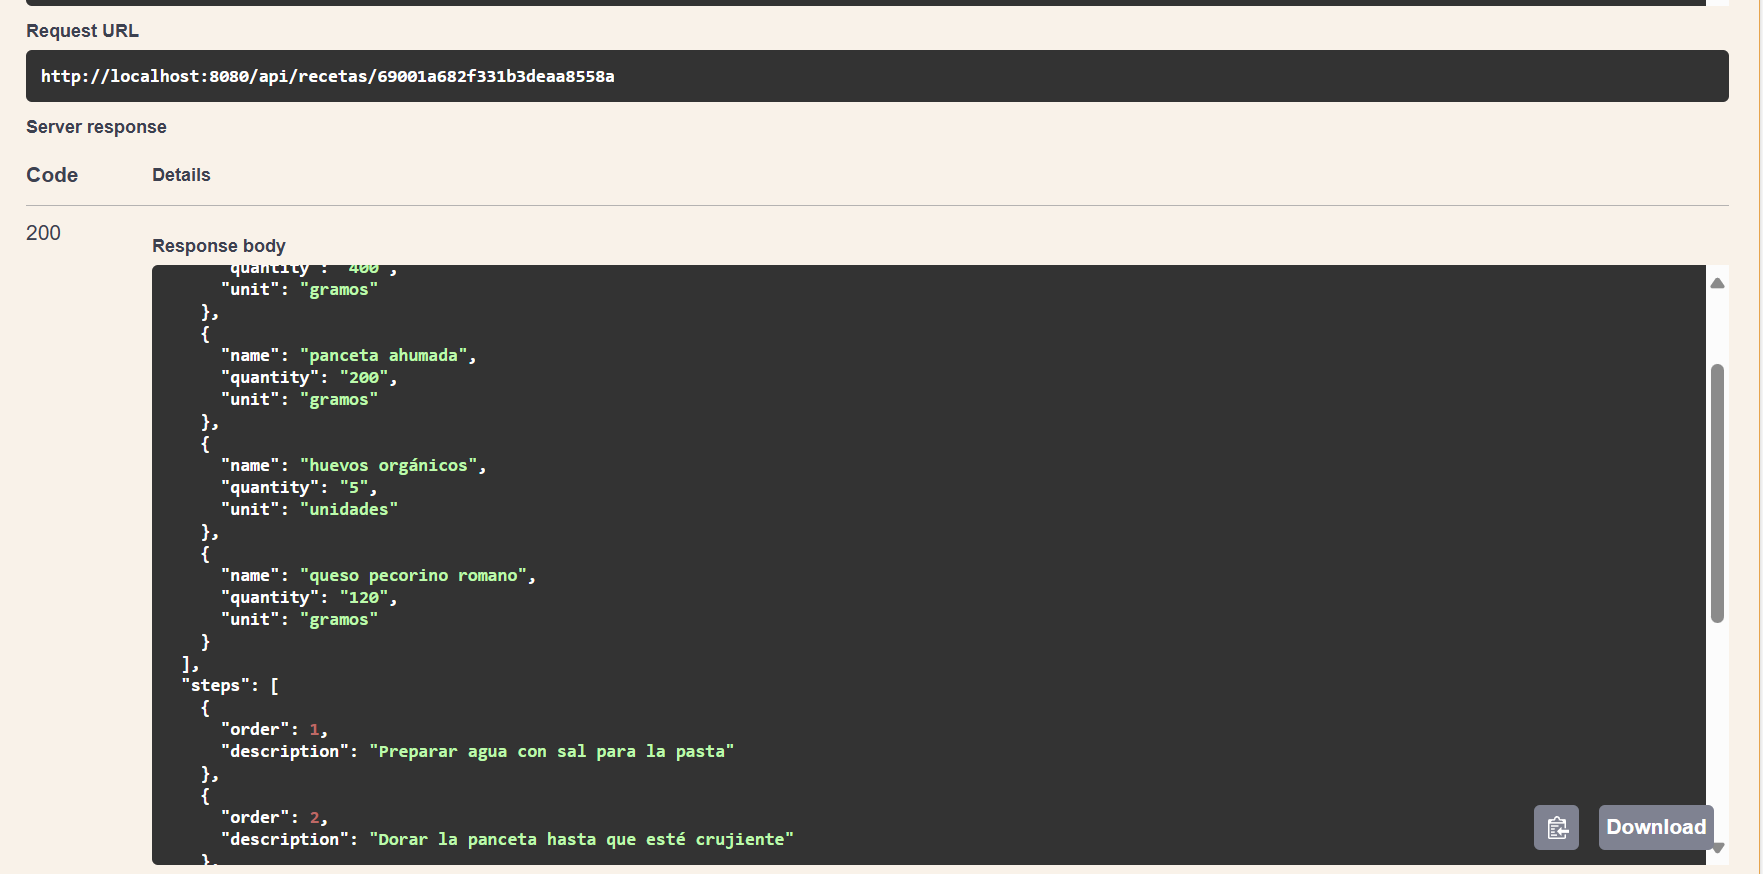 Request URL
http://localhost:8080/api/recetas/69001a682f331b3deaa8558a
Server response
Code Details
200
Response body
"quantity": "400",
"unit": "gramos"
},
{
"name": "panceta ahumada",
"quantity": "200",
"unit": "gramos"
},
{
"name": "huevos orgánicos",
"quantity": "5",
"unit": "unidades"
},
{
"name": "queso pecorino romano",
"quantity": "120",
"unit": "gramos"
}
],
"steps": [
{
"order": 1,
"description": "Preparar agua con sal para la pasta"
},
{
"order": 2,
"description": "Dorar la panceta hasta que esté crujiente"
},
Download